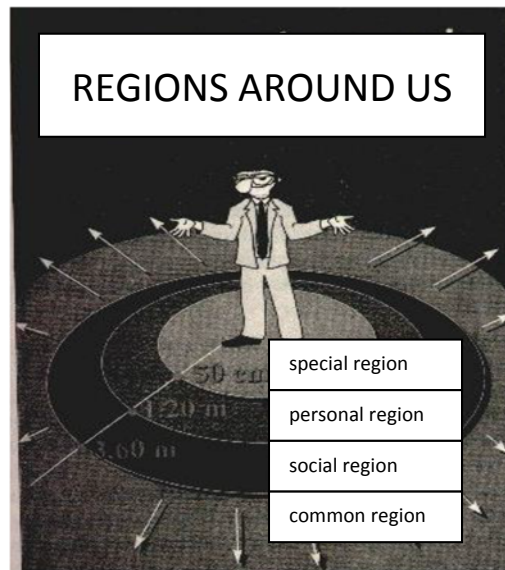 REGIONS AROUND US
special region
50 cm
personal region
1.20 m
social region
3.60 m
common region